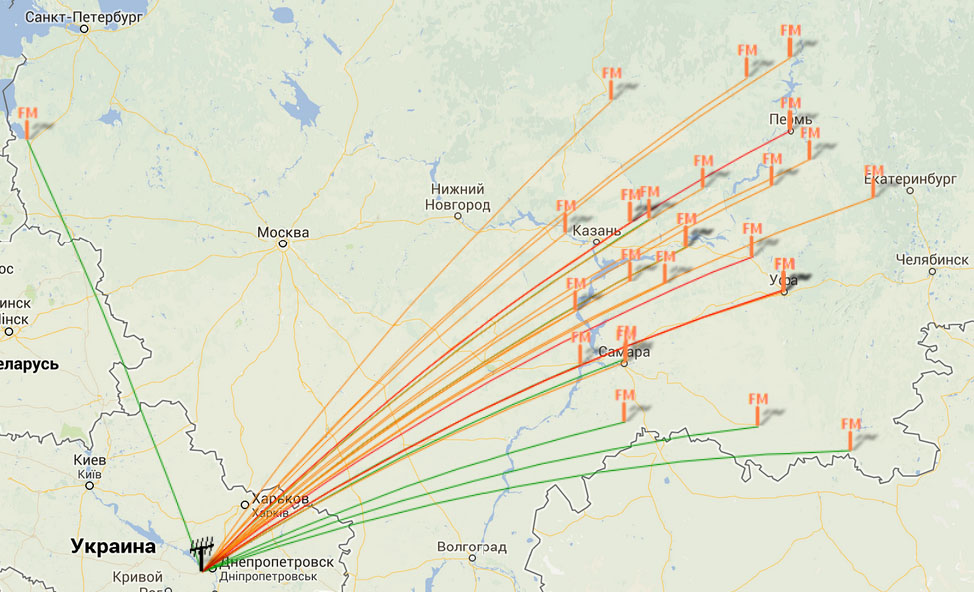 Санкт-Петербург
FM
FM
FM
FM
FM
FM
Пермь
FM
FM
FM
FM
Екатеринбург
Нижний
Новгород
FM
FM
FM
FM
Москва
Казань
FM
Челябинск
FM
FM
FM
Уфа
FM
ос
инск
Мінск
FM
FM
Самара
еларусь
FM
FM
FM
Киев
Київ
Харьков
Харків
Украина
Волгоград
Днепропетровск
Дніпропетровськ
Кривой